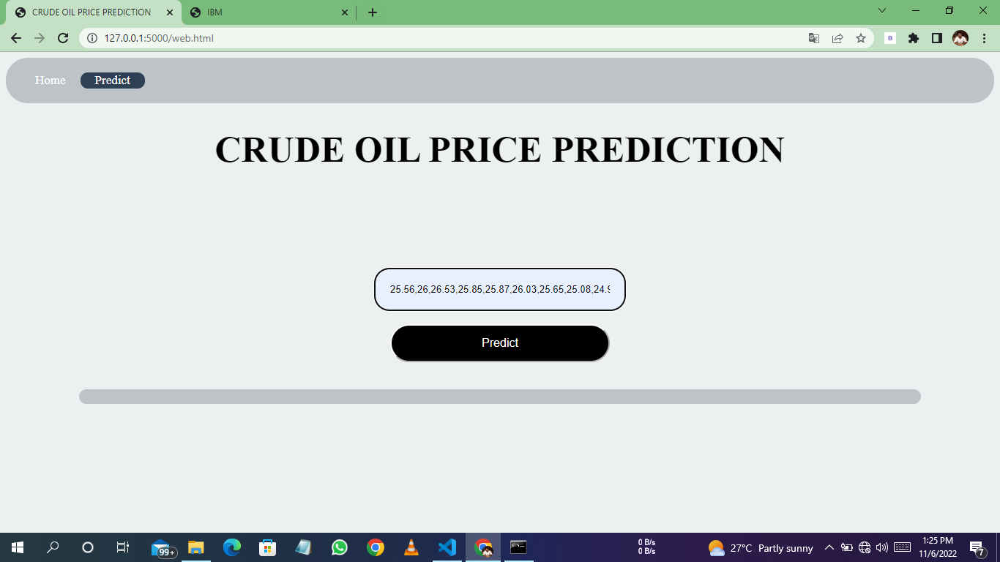 CRUDE OIL PRICE PREDICTION
IBM
127.0.0.1:5000/web.html
B
Home
Predict
CRUDE OIL PRICE PREDICTION
25.56,26,26.53,25.85,25.87,26.03,25.65,25.08,24.9
Predict
99+
0 B/s
0 B/s
27°C Partly sunny
1:25 PM
11/6/2022
7